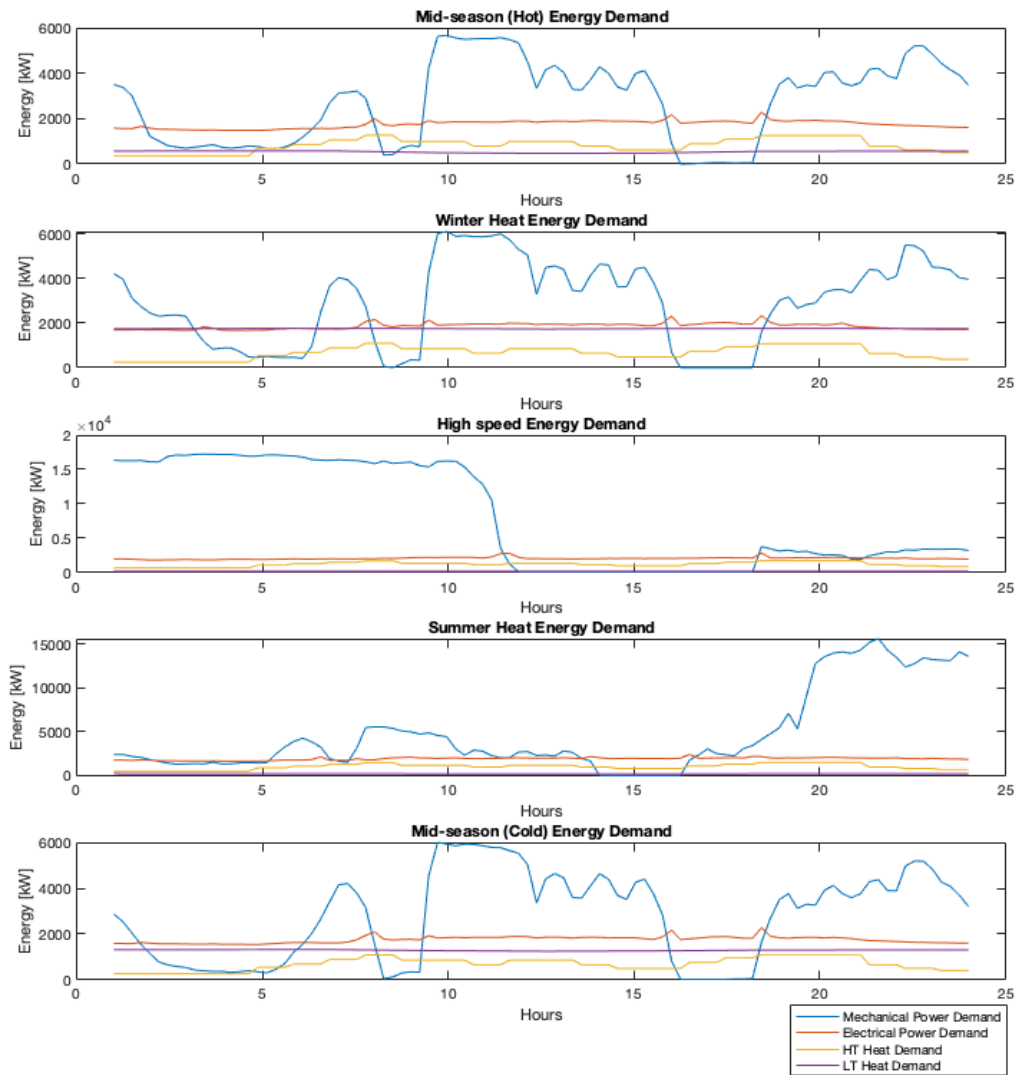 Mid-season (Hot) Energy Demand
Energy [kW]
6000
4000
2000
0
0 5 10 15 20 25
Hours
Winter Heat Energy Demand
Energy [kW]
6000
4000
2000
0
0 5 10 15 20 25
Hours
High speed Energy Demand
×10^4
Energy [kW]
2
1.5
1
0.5
0
0 5 10 15 20 25
Hours
Summer Heat Energy Demand
Energy [kW]
15000
10000
5000
0
0 5 10 15 20 25
Hours
Mid-season (Cold) Energy Demand
Energy [kW]
6000
4000
2000
0
0 5 10 15 20 25
Hours
Mechanical Power Demand
Electrical Power Demand
HT Heat Demand
LT Heat Demand